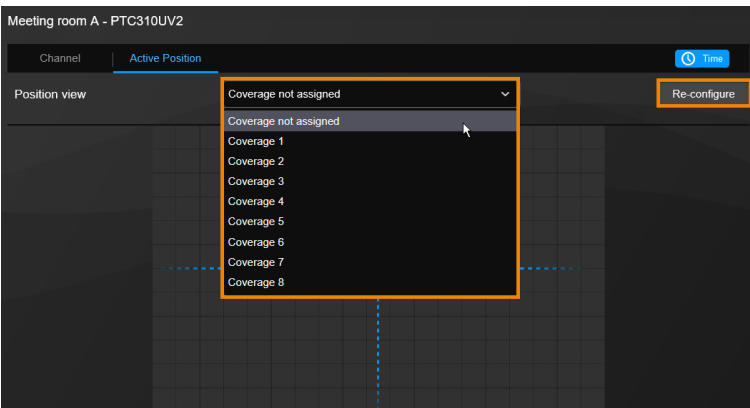 Meeting room A - PTC310UV2
Channel Active Position Time
Position view Coverage not assigned Re-configure
Coverage not assigned
Coverage 1
Coverage 2
Coverage 3
Coverage 4
Coverage 5
Coverage 6
Coverage 7
Coverage 8